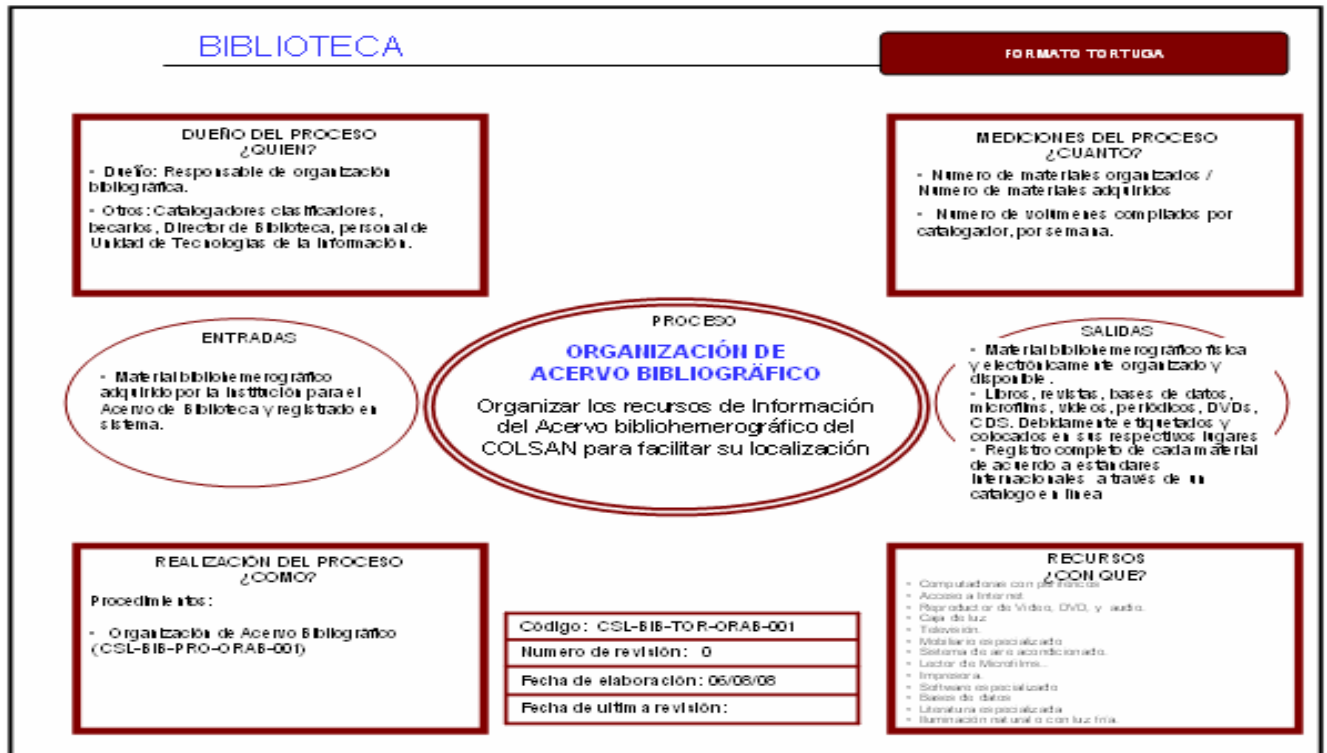 BIBLIOTECA
FORMATO TORTUGA
DUEÑO DEL PROCESO
¿QUIEN?
- Dueño: Responsable de organización
bibliográfica.
- Otros: Catalogadores clasificadores,
becarios, Director de Biblioteca, personal de
Unidad de Tecnologías de la Información.
MEDICIONES DEL PROCESO
¿CUANTO?
- Numero de materiales organizados /
Numero de materiales adquiridos
- Numero de volúmenes compilados por
catalogador, por semana.
ENTRADAS
- Material bibliohemerográfico
adquirido por la Institución para el
Acervo de Biblioteca y registrado en
sistema.
PROCESO
ORGANIZACIÓN DE
ACERVO BIBLIOGRÄFICO
Organizar los recursos de Información
del Acervo bibliohemerográfico del
COLSAN para facilitar su localización
SALIDAS
- Material bibliohemerográfico física
y electrónicamente organizado y
disponible.
- Libros, revistas, bases de datos,
microfilms, videos, periódicos, DVDs,
CDS. Debidamente etiquetados y
colocados en sus respectivos lugares
- Registro completo de cada material
de acuerdo a estándares
Internacionales a través de un
catalogo en línea
REALIZACIÓN DEL PROCESO
¿COMO?
Procedimientos:
- Organización de Acervo Bibliográfico
(CSL-BIB-PRO-ORAB-001)
Código: CSL-BIB-TOR-ORAB-001
Numero de revisión: 0
Fecha de elaboración: 06/08/08
Fecha de ultima revisión:
RECURSOS
¿CON QUE?
- Computadoras con periféricos
- Acceso a Internet
- Reproductor de Video, DVD, y audio.
- Caja de luz
- Televisión.
- Mobiliario especializado
- Sistema de aire acondicionado.
- Lector de Microfilms..
- Impresora.
- Software especializado
- Bases de datos
- Literatura especializada
- Iluminación natural o con luz fría.